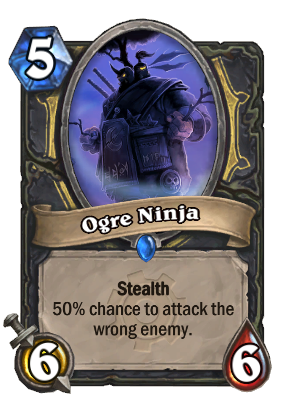 5
Ogre Ninja
Stealth
50% chance to attack the
wrong enemy.
6
6